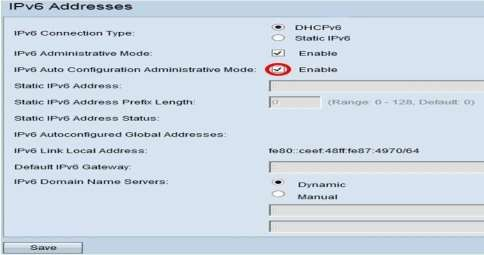 IPv6 Addresses
IPv6 Connection Type: DHCPv6
Static IPv6
IPv6 Administrative Mode: Enable
IPv6 Auto Configuration Administrative Mode: Enable
Static IPv6 Address:
Static IPv6 Address Prefix Length: 0 (Range: 0 - 128, Default: 0)
Static IPv6 Address Status:
IPv6 Autoconfigured Global Addresses:
IPv6 Link Local Address: fe80::ceef:48ff:fe87:4970/64
Default IPv6 Gateway:
IPv6 Domain Name Servers: Dynamic
Manual
Save